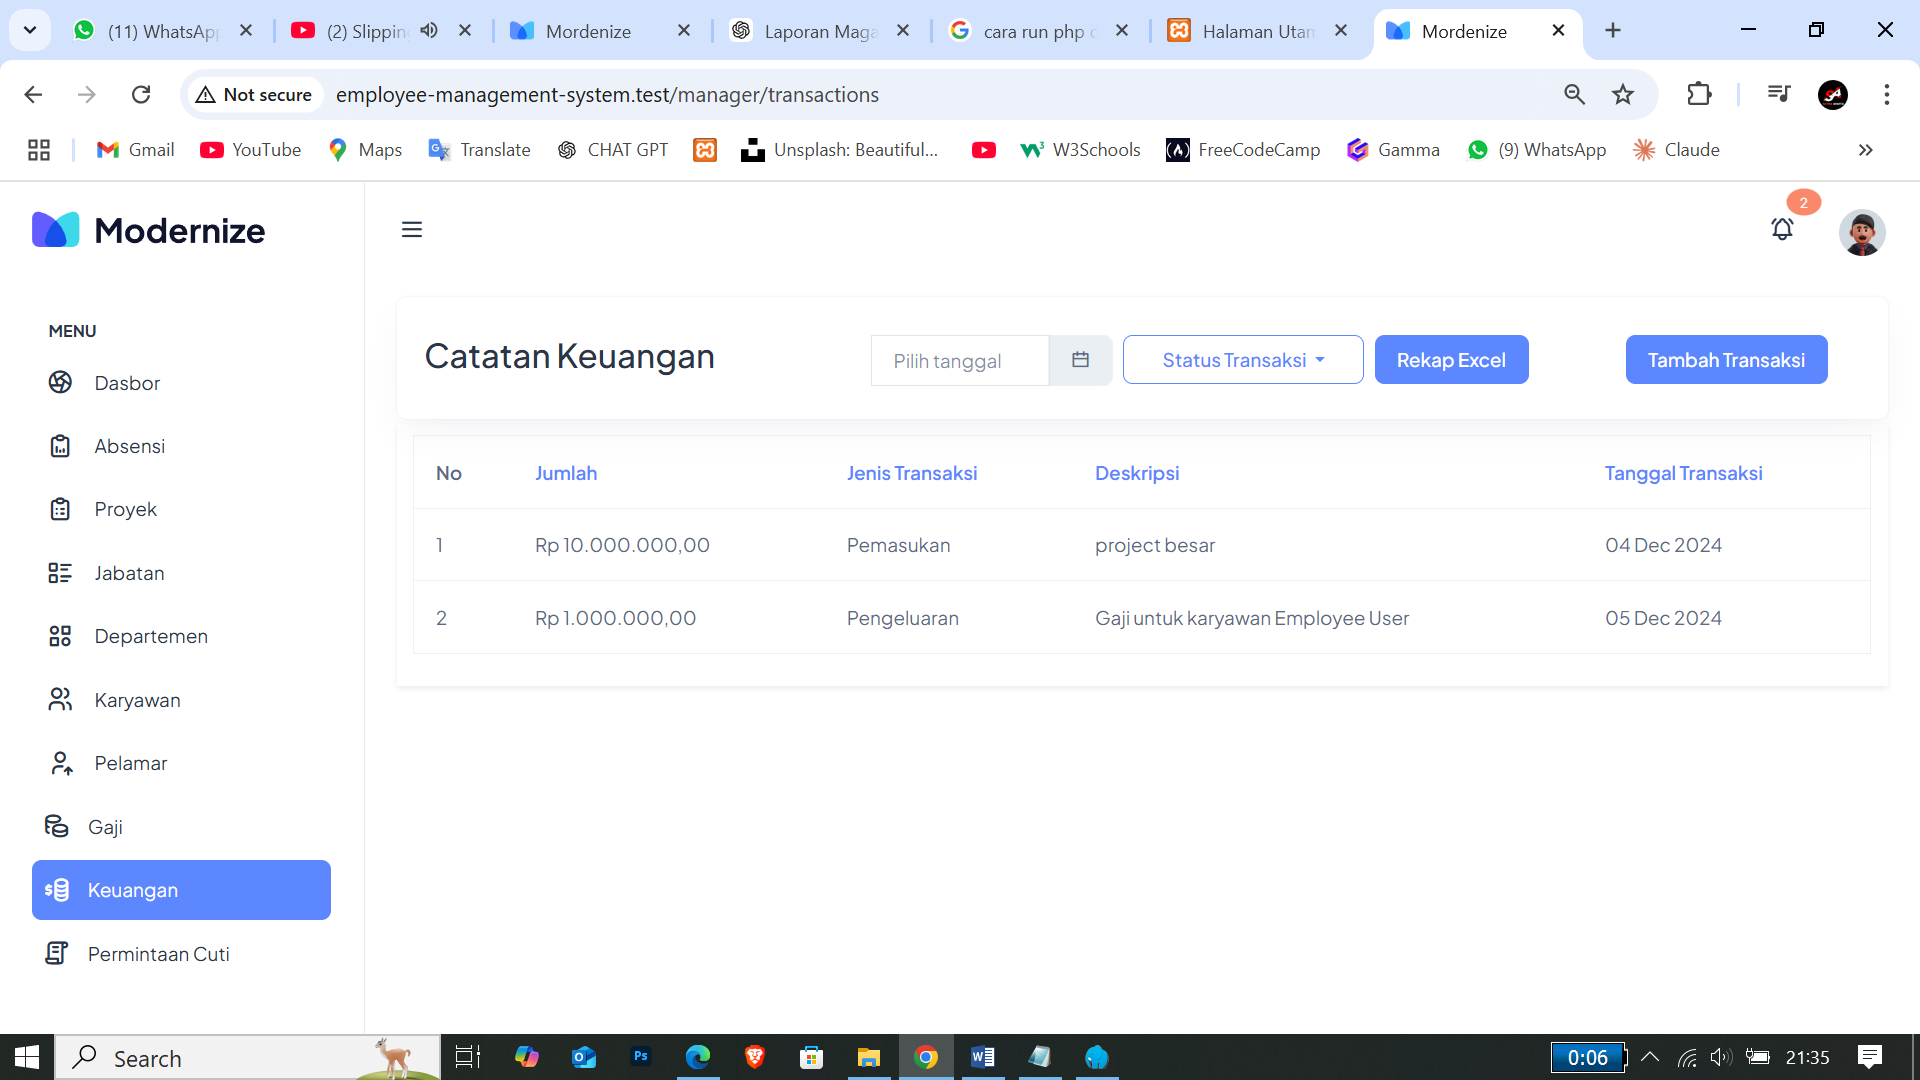 (11) WhatsApp
(2) Slipping
Mordenize
Laporan Maga
cara run php
Halaman Utam
Mordenize
Not secure
employee-management-system.test/manager/transactions
Gmail
YouTube
Maps
Translate
CHAT GPT
Unsplash: Beautiful...
W3Schools
FreeCodeCamp
Gamma
(9) WhatsApp
Claude
Modernize
2
MENU
Dasbor
Absensi
Proyek
Jabatan
Departemen
Karyawan
Pelamar
Gaji
Keuangan
Permintaan Cuti
Catatan Keuangan
Pilih tanggal
Status Transaksi
Rekap Excel
Tambah Transaksi
No Jumlah Jenis Transaksi Deskripsi Tanggal Transaksi
1 Rp 10.000.000,00 Pemasukan project besar 04 Dec 2024
2 Rp 1.000.000,00 Pengeluaran Gaji untuk karyawan Employee User 05 Dec 2024
Search
Ps
0:06
21:35